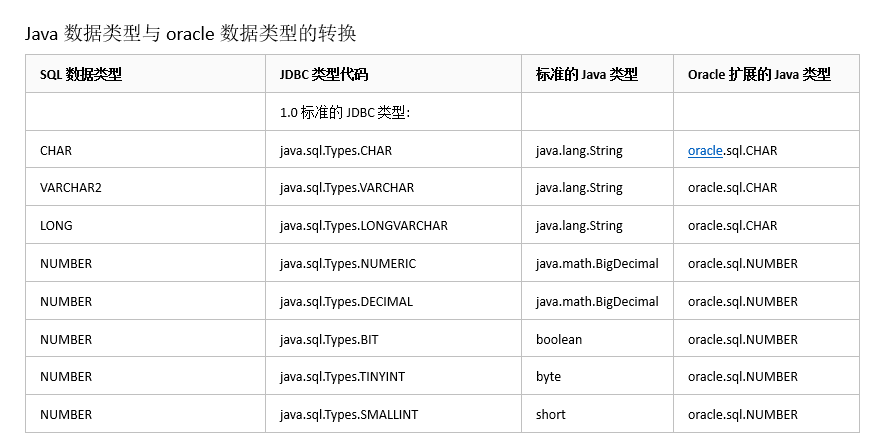 Java 数据类型与 oracle 数据类型的转换
SQL 数据类型 JDBC 类型代码 标准的 Java 类型 Oracle 扩展的 Java 类型
1.0 标准的 JDBC 类型:
CHAR java.sql.Types.CHAR java.lang.String oracle.sql.CHAR
VARCHAR2 java.sql.Types.VARCHAR java.lang.String oracle.sql.CHAR
LONG java.sql.Types.LONGVARCHAR java.lang.String oracle.sql.CHAR
NUMBER java.sql.Types.NUMERIC java.math.BigDecimal oracle.sql.NUMBER
NUMBER java.sql.Types.DECIMAL java.math.BigDecimal oracle.sql.NUMBER
NUMBER java.sql.Types.BIT boolean oracle.sql.NUMBER
NUMBER java.sql.Types.TINYINT byte oracle.sql.NUMBER
NUMBER java.sql.Types.SMALLINT short oracle.sql.NUMBER